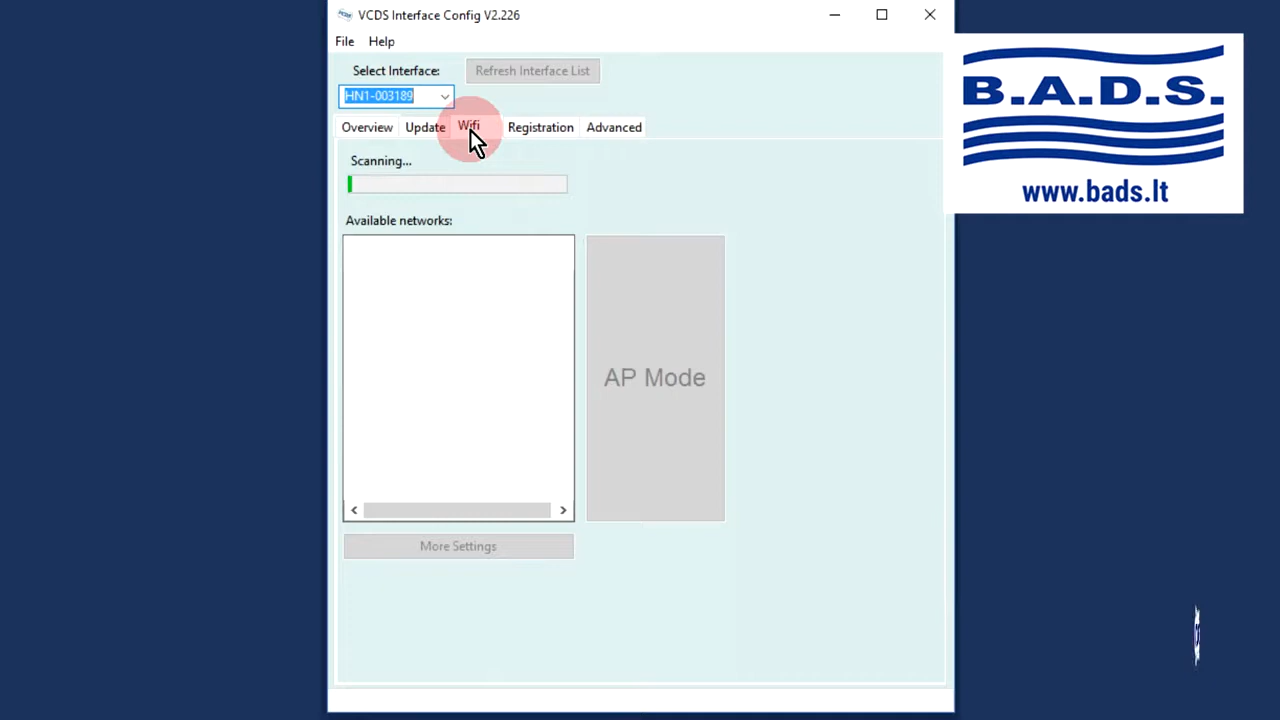 VCDS Interface Config V2.226
File Help
Select Interface: Refresh Interface List
HN1-003189
Overview Update Wifi Registration Advanced
Scanning...
Available networks:
AP Mode
More Settings
B.A.D.S.
www.bads.lt